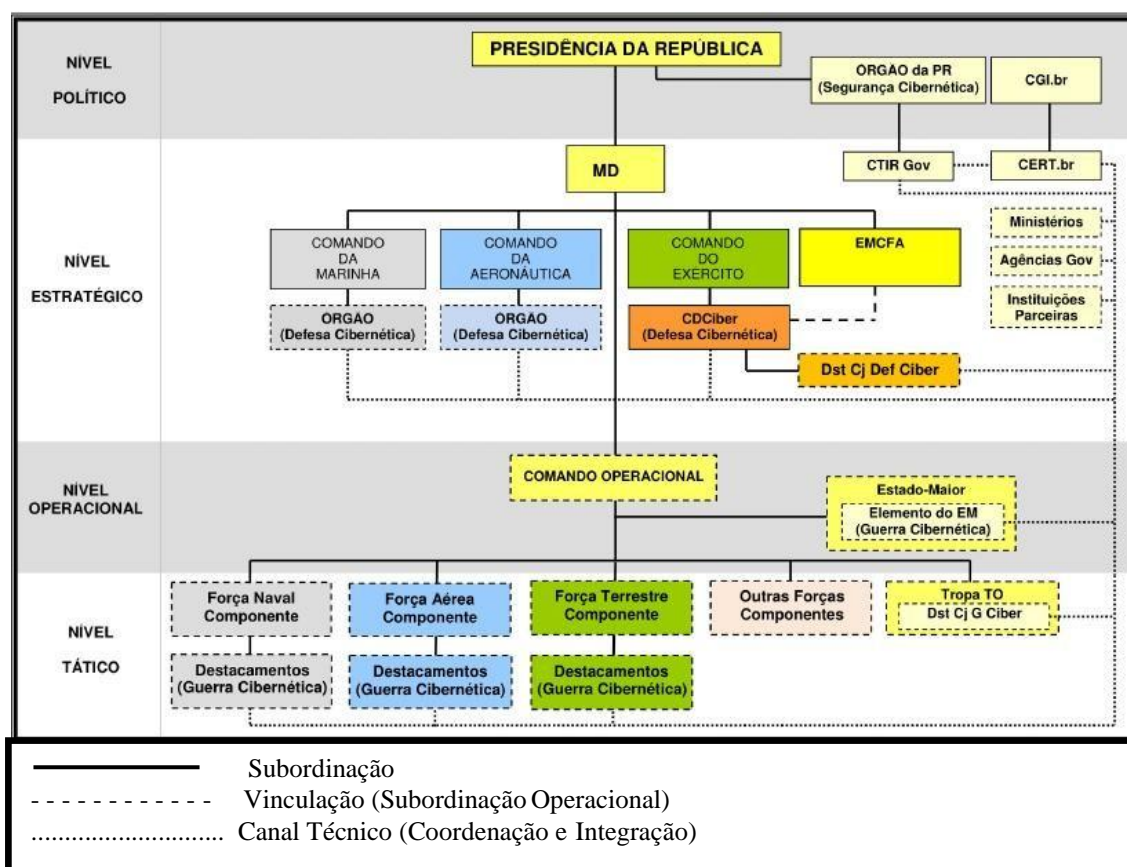 NÍVEL
POLÍTICO
PRESIDÊNCIA DA REPÚBLICA
ORGÃO da PR
(Segurança Cibernética)
CGI.br
CTIR Gov
CERT.br
NÍVEL
ESTRATÉGICO
MD
COMANDO
DA
MARINHA
COMANDO
DA
AERONÁUTICA
COMANDO
DO
EXÉRCITO
EMCFA
Ministérios
Agências Gov
Instituições
Parceiras
ORGÃO
(Defesa Cibernética)
ORGÃO
(Defesa Cibernética)
CDCiber
(Defesa Cibernética)
Dst Cj Def Ciber
NÍVEL
OPERACIONAL
COMANDO OPERACIONAL
Estado-Maior
Elemento do EM
(Guerra Cibernética)
NÍVEL
TÁTICO
Força Naval
Componente
Força Aérea
Componente
Força Terrestre
Componente
Outras Forças
Componentes
Tropa TO
Dst Cj G Ciber
Destacamentos
(Guerra Cibernética)
Destacamentos
(Guerra Cibernética)
Destacamentos
(Guerra Cibernética)
Subordinação
Vinculação (Subordinação Operacional)
Canal Técnico (Coordenação e Integração)